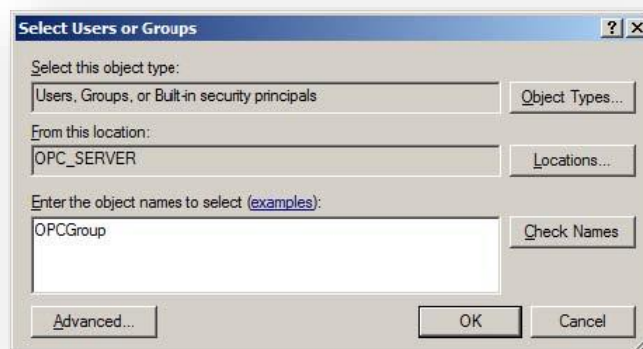 Select Users or Groups
Select this object type:
Users, Groups, or Built-in security principals
Object Types...
From this location:
OPC_SERVER
Locations...
Enter the object names to select (examples):
OPCGroup
Check Names
Advanced...
OK
Cancel